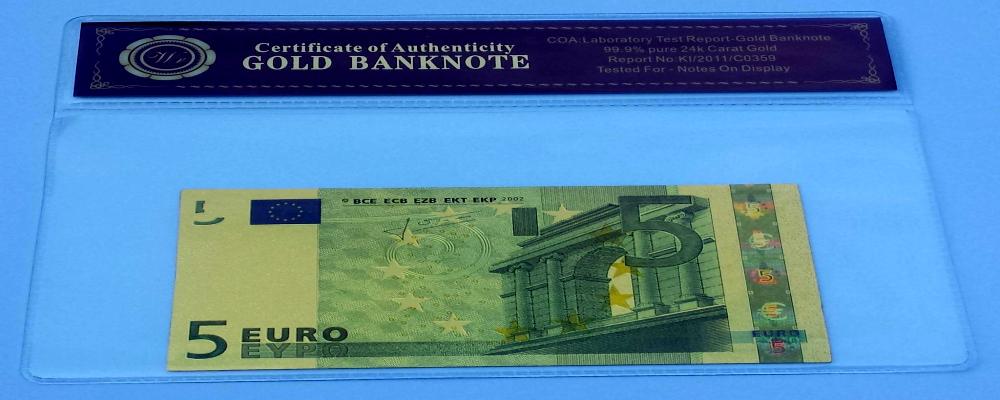 Certificate of Authenticity
GOLD BANKNOTE
COA:Laboratory Test Report-Gold Banknote
99.9% pure 24k Carat Gold
Report No:KI/2011/C0359
Tested For - Notes On Display
© BCE ECB EZB EKT EKP 2002
5
5 EURO
ΕΥΡΩ
5
EURO
5